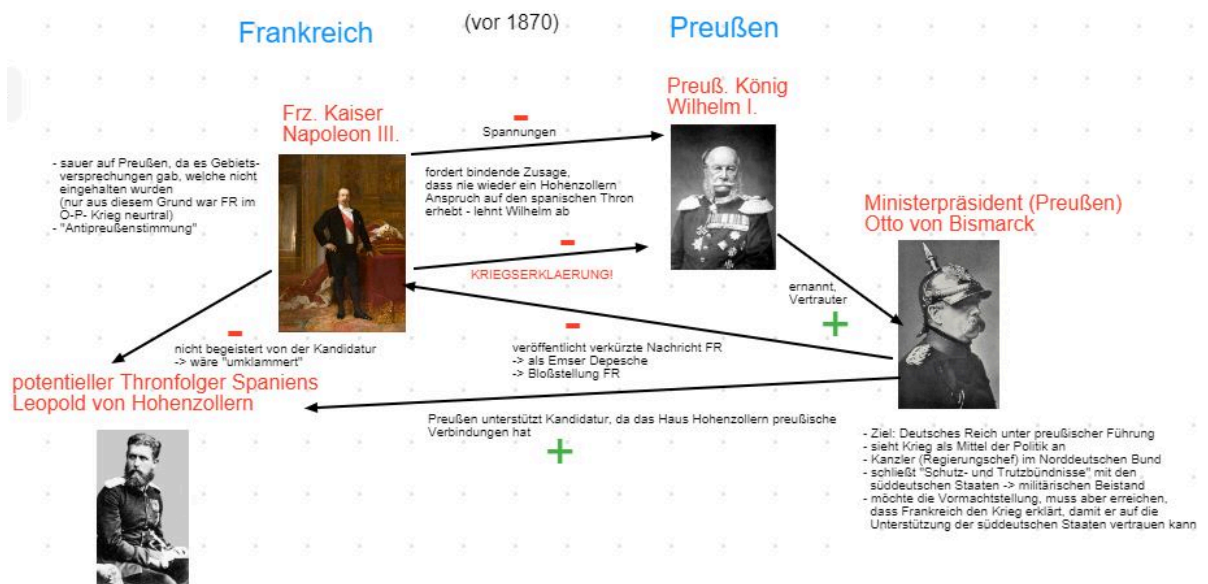 Frankreich
(vor 1870)
Preußen
Frz. Kaiser
Napoleon III.
Preuß. König
Wilhelm I.
-
Spannungen
- sauer auf Preußen, da es Gebiets-
versprechungen gab, welche nicht
eingehalten wurden
(nur aus diesem Grund war FR im
Ö-P- Krieg neurtral)
- "Antipreußenstimmung"
fordert bindende Zusage,
dass nie wieder ein Hohenzollern
Anspruch auf den spanischen Thron
erhebt - lehnt Wilhelm ab
Ministerpräsident (Preußen)
Otto von Bismarck
-
KRIEGSERKLAERUNG!
ernannt,
Vertrauter
+
-
nicht begeistert von der Kandidatur
-> wäre "umklammert"
-
veröffentlicht verkürzte Nachricht FR
-> als Emser Depesche
-> Bloßstellung FR
potentieller Thronfolger Spaniens
Leopold von Hohenzollern
Preußen unterstützt Kandidatur, da das Haus Hohenzollern preußische
Verbindungen hat
+
- Ziel: Deutsches Reich unter preußischer Führung
- sieht Krieg als Mittel der Politik an
- Kanzler (Regierungschef) im Norddeutschen Bund
- schließt "Schutz- und Trutzbündnisse" mit den
süddeutschen Staaten -> militärischen Beistand
- möchte die Vormachtstellung, muss aber erreichen,
dass Frankreich den Krieg erklärt, damit er auf die
Unterstützung der süddeutschen Staaten vertrauen kann